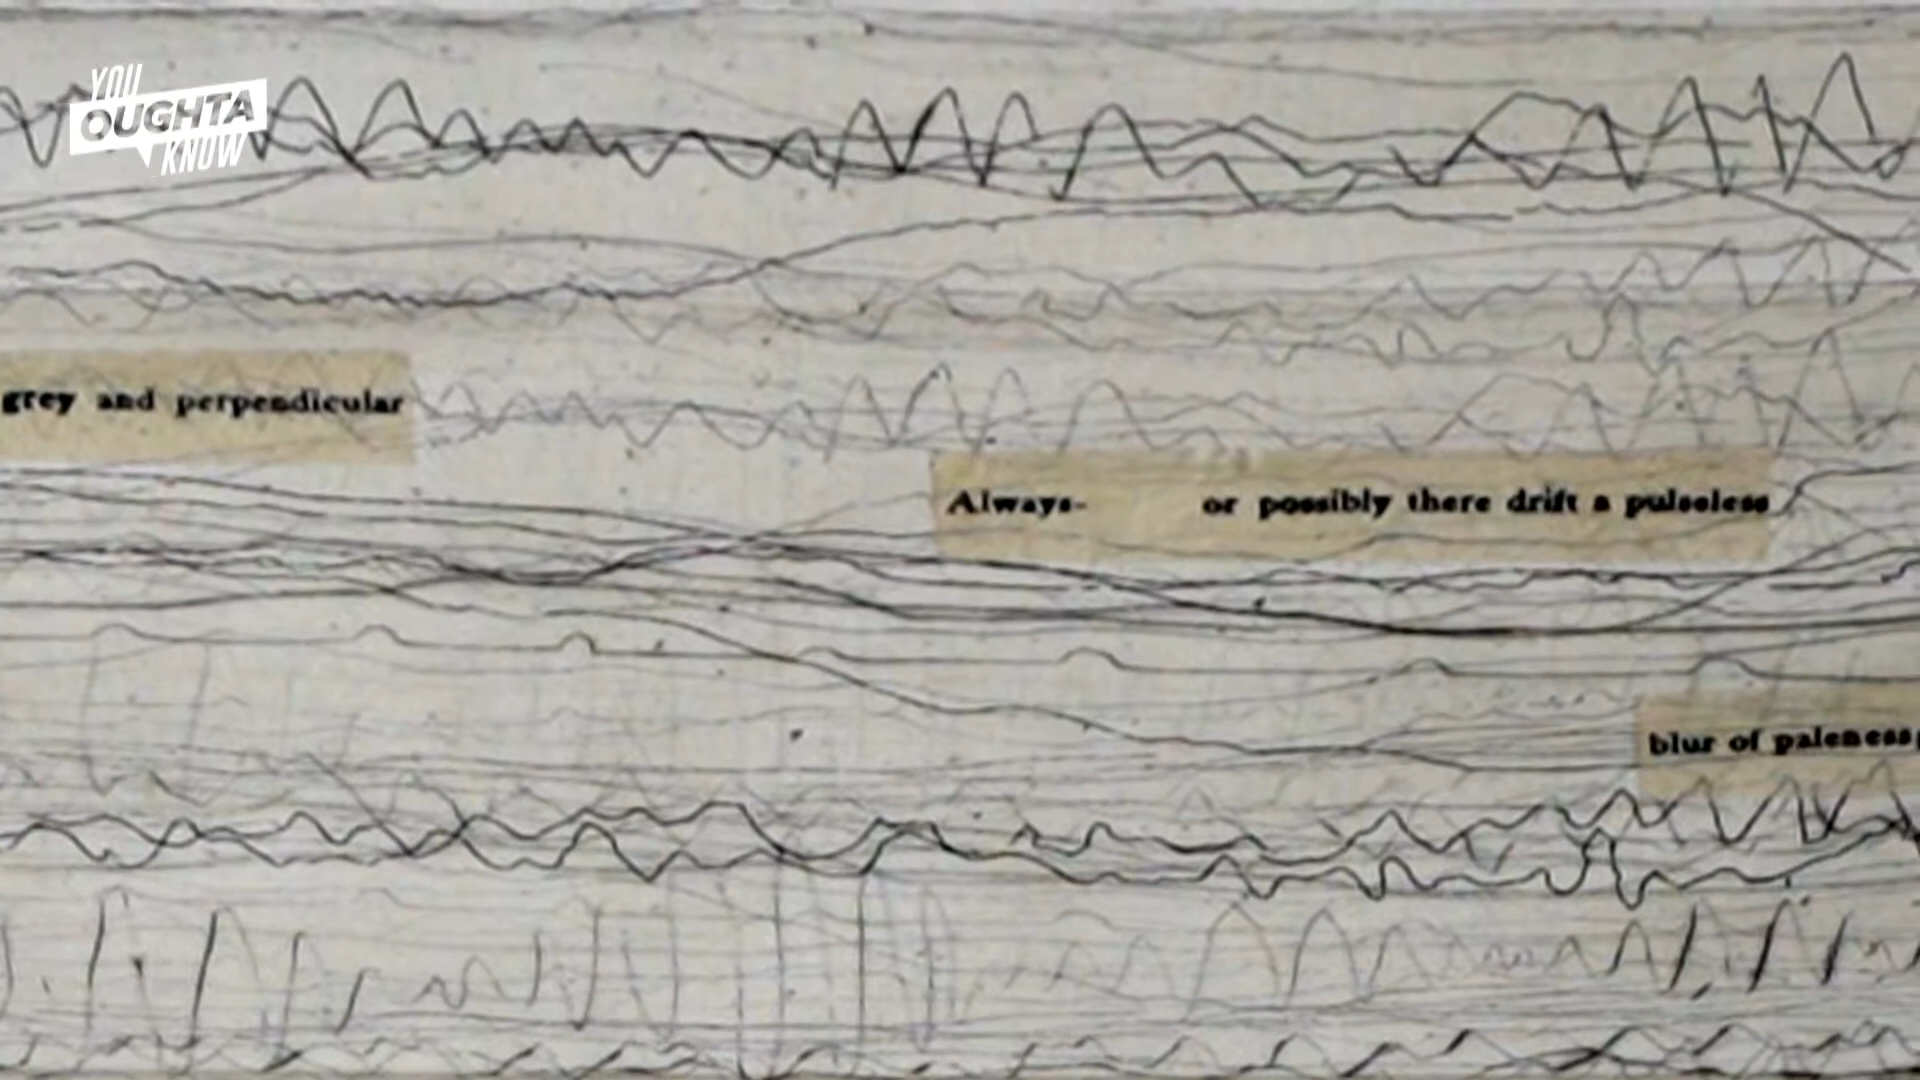 YOU
OUGHTA
KNOW
grey and perpendicular
Always- or possibly there drift a pulseless
blur of paleness;